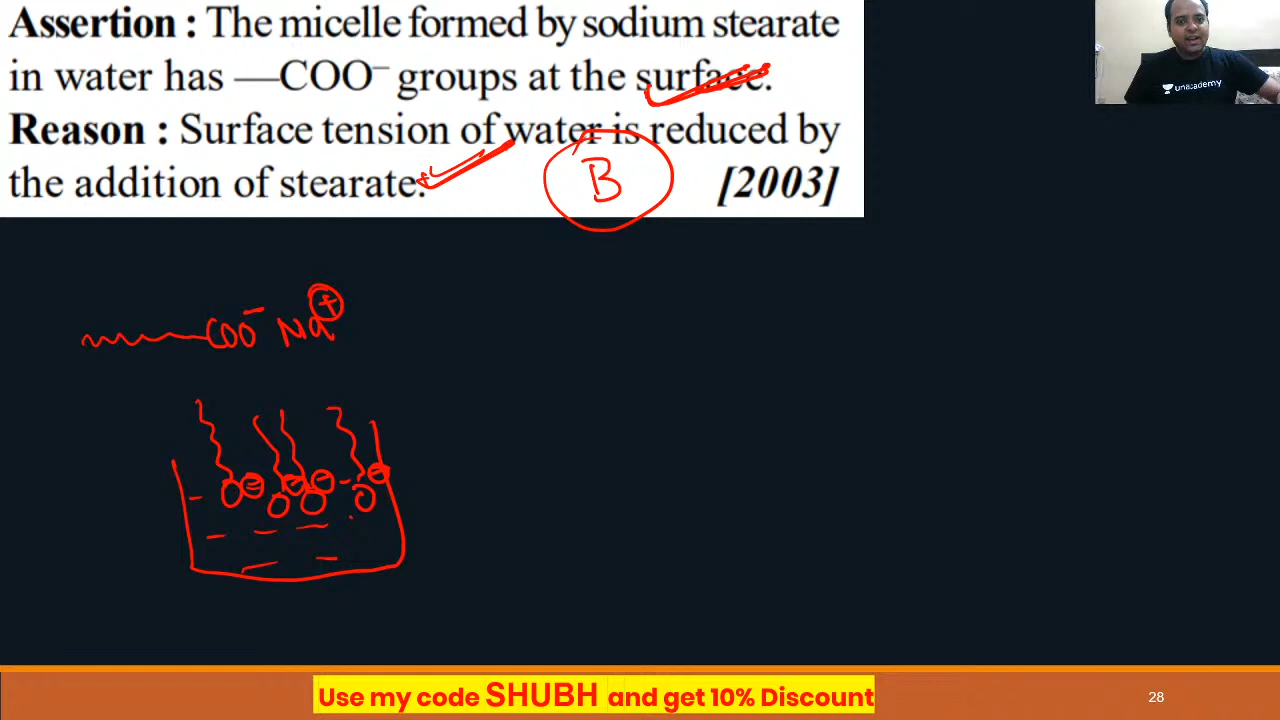 Assertion : The micelle formed by sodium stearate
in water has —COO⁻ groups at the surface.
unacademy
Reason : Surface tension of water is reduced by
the addition of stearate.
B
[2003]
COO⁻ Na⊕
Use my code SHUBH and get 10% Discount
28